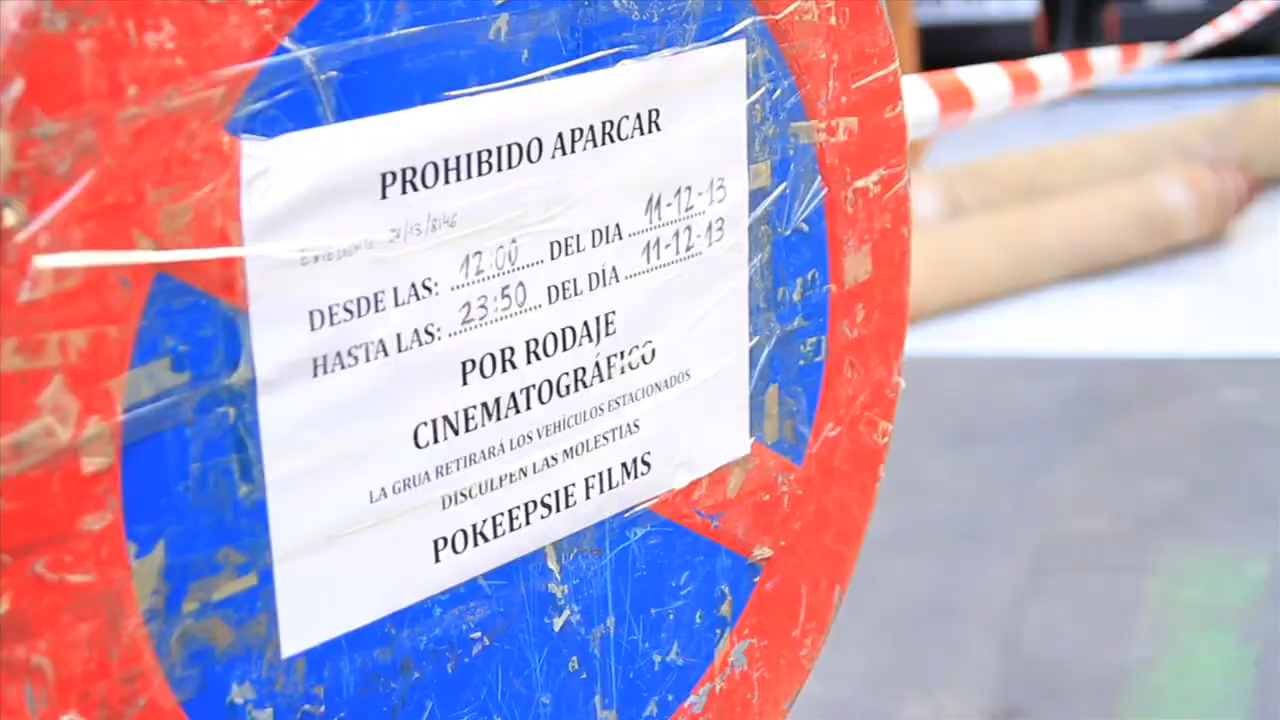 PROHIBIDO APARCAR
DESDE LAS: 12:00 DEL DIA 11-12-13
HASTA LAS: 23:50 DEL DÍA 11-12-13
POR RODAJE
CINEMATOGRÁFICO
LA GRUA RETIRARÁ LOS VEHÍCULOS ESTACIONADOS
DISCULPEN LAS MOLESTIAS
POKEEPSIE FILMS